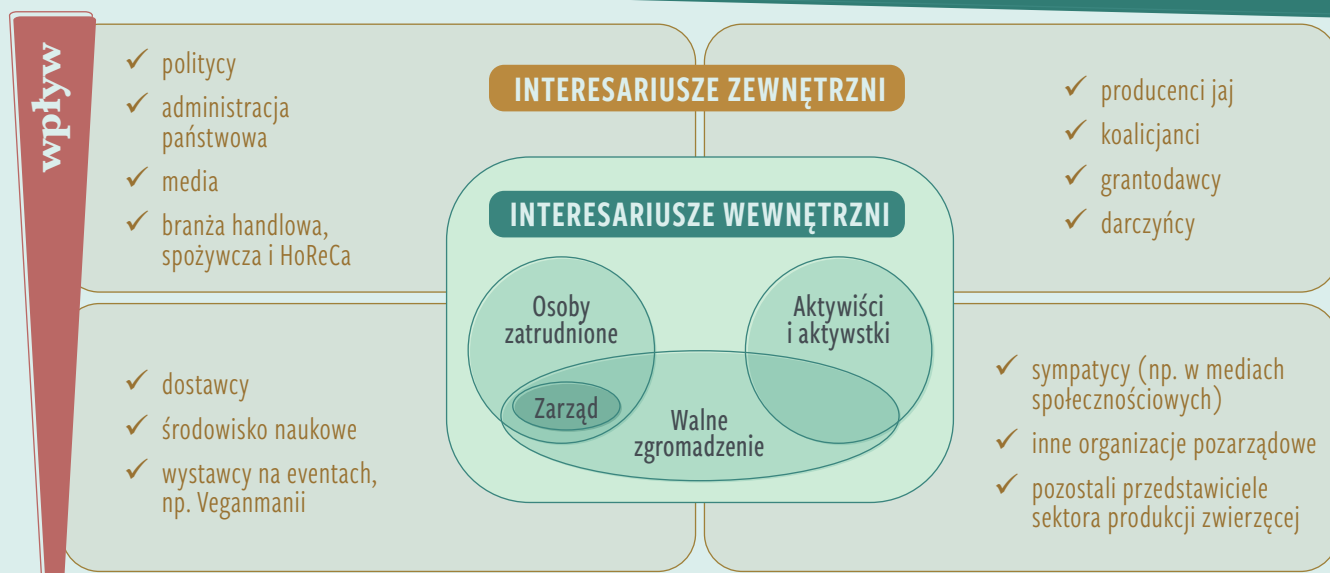 wpływ
politycy
administracja
państwowa
media
branża handlowa,
spożywcza i HoReCa
INTERESARIUSZE ZEWNĘTRZNI
producenci jaj
koalicjanci
grantodawcy
darczyńcy
INTERESARIUSZE WEWNĘTRZNI
Osoby
zatrudnione
Aktywiści
i aktywstki
Zarząd
Walne
zgromadzenie
dostawcy
środowisko naukowe
wystawcy na eventach,
np. Veganmanii
sympatycy (np. w mediach
społecznościowych)
inne organizacje pozarządowe
pozostali przedstawiciele
sektora produkcji zwierzęcej